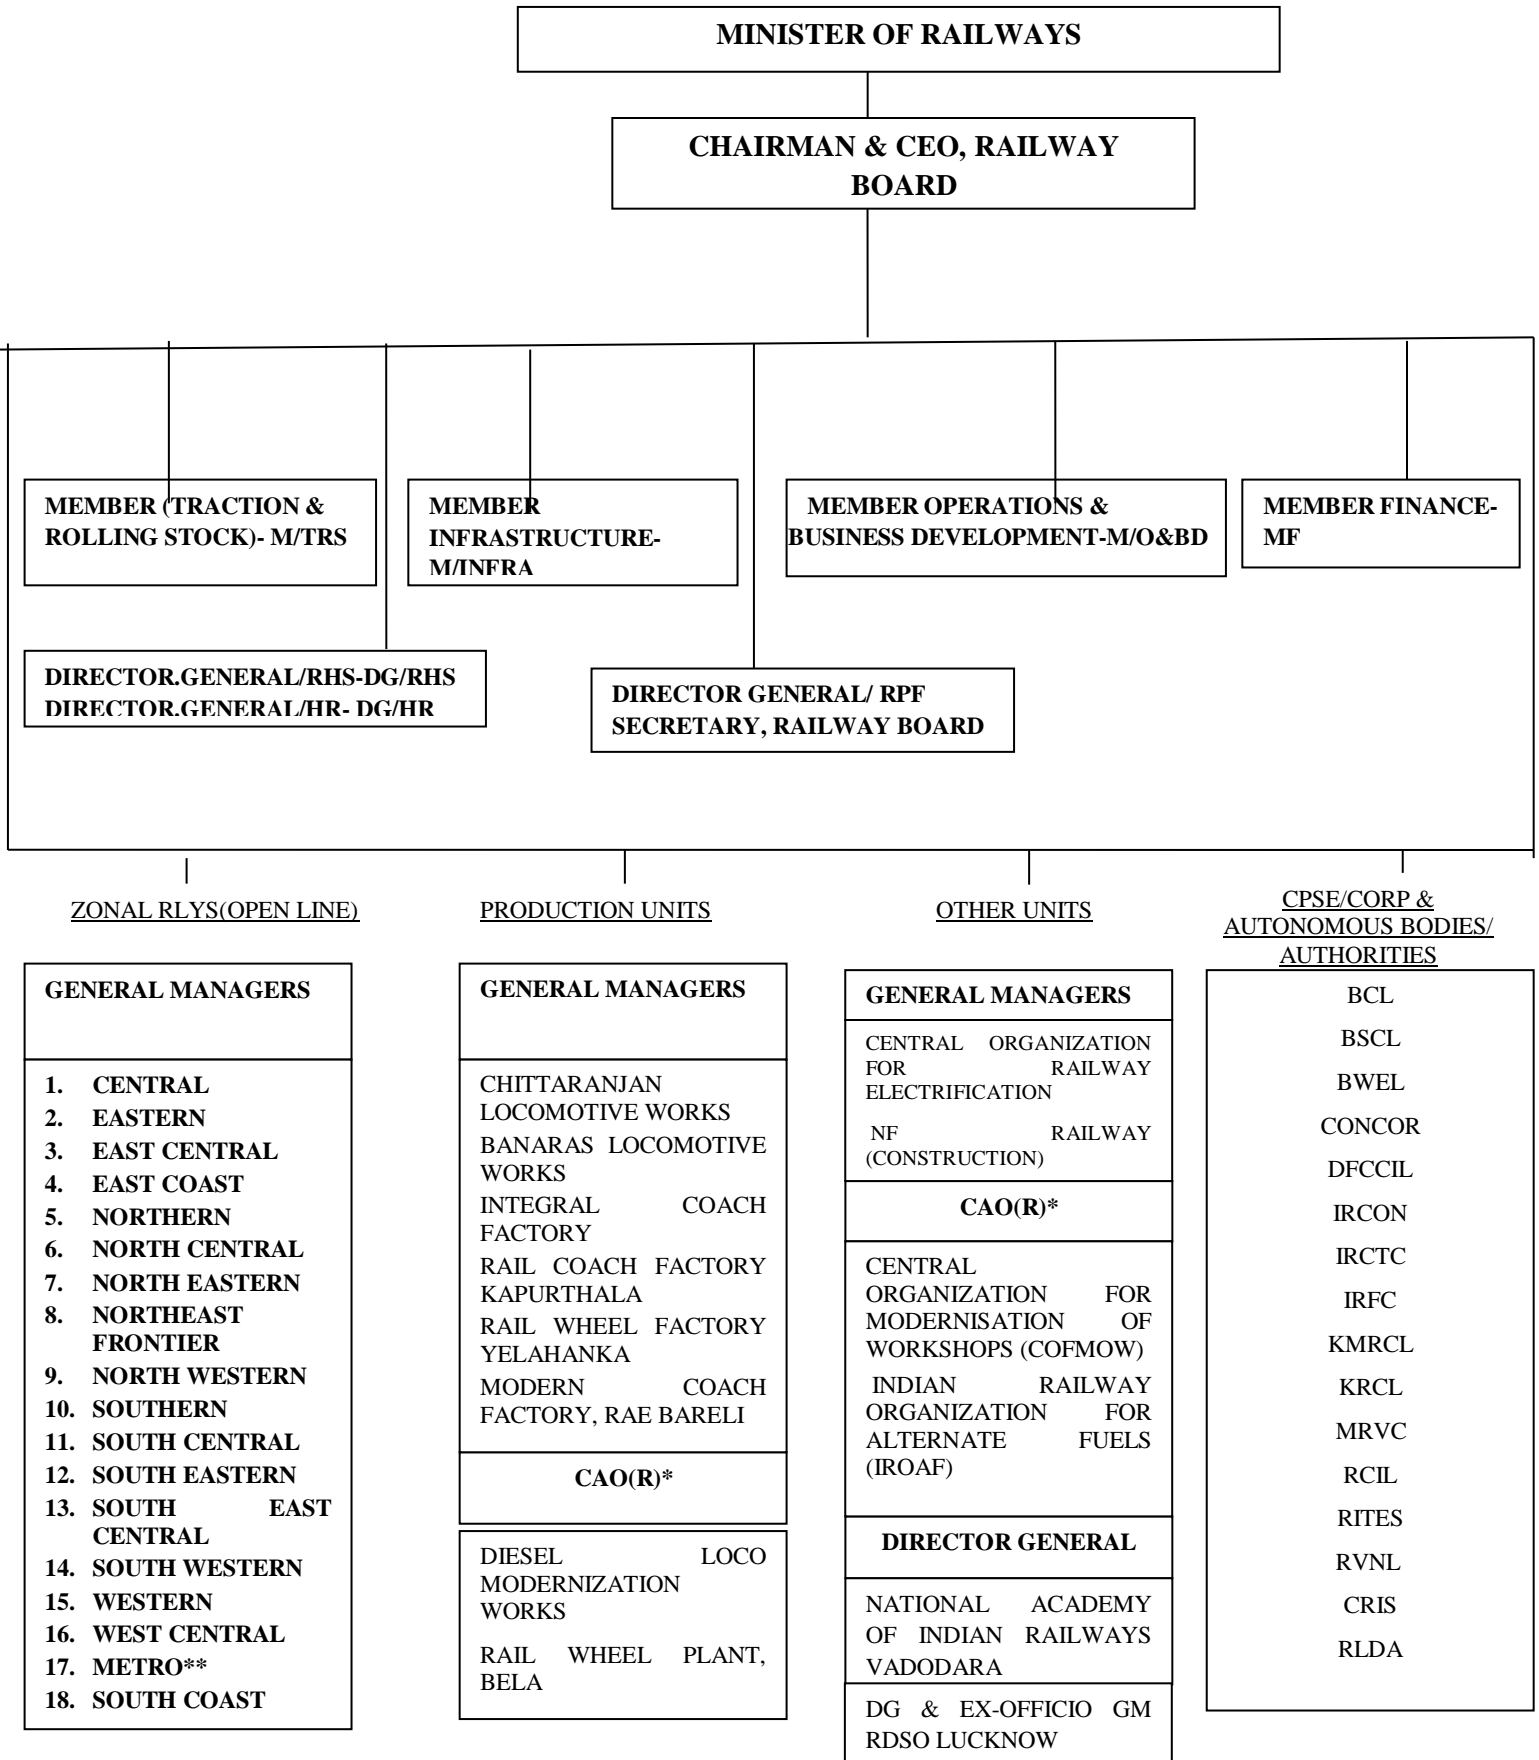 MINISTER OF RAILWAYS
CHAIRMAN & CEO, RAILWAY
BOARD
MEMBER (TRACTION &
ROLLING STOCK)- M/TRS
MEMBER
INFRASTRUCTURE-
M/INFRA
MEMBER OPERATIONS &
BUSINESS DEVELOPMENT-M/O&BD
MEMBER FINANCE-
MF
DIRECTOR.GENERAL/RHS-DG/RHS
DIRECTOR.GENERAL/HR- DG/HR
DIRECTOR GENERAL/ RPF
SECRETARY, RAILWAY BOARD
ZONAL RLYS(OPEN LINE)
GENERAL MANAGERS
1. CENTRAL
2. EASTERN
3. EAST CENTRAL
4. EAST COAST
5. NORTHERN
6. NORTH CENTRAL
7. NORTH EASTERN
8. NORTHEAST
FRONTIER
9. NORTH WESTERN
10. SOUTHERN
11. SOUTH CENTRAL
12. SOUTH EASTERN
13. SOUTH EAST
CENTRAL
14. SOUTH WESTERN
15. WESTERN
16. WEST CENTRAL
17. METRO**
18. SOUTH COAST
PRODUCTION UNITS
GENERAL MANAGERS
CHITTARANJAN
LOCOMOTIVE WORKS
BANARAS LOCOMOTIVE
WORKS
INTEGRAL COACH
FACTORY
RAIL COACH FACTORY
KAPURTHALA
RAIL WHEEL FACTORY
YELAHANKA
MODERN COACH
FACTORY, RAE BARELI
CAO(R)*
DIESEL LOCO
MODERNIZATION
WORKS
RAIL WHEEL PLANT,
BELA
OTHER UNITS
GENERAL MANAGERS
CENTRAL ORGANIZATION
FOR RAILWAY
ELECTRIFICATION
NF RAILWAY
(CONSTRUCTION)
CAO(R)*
CENTRAL
ORGANIZATION FOR
MODERNISATION OF
WORKSHOPS (COFMOW)
INDIAN RAILWAY
ORGANIZATION FOR
ALTERNATE FUELS
(IROAF)
DIRECTOR GENERAL
NATIONAL ACADEMY
OF INDIAN RAILWAYS
VADODARA
DG & EX-OFFICIO GM
RDSO LUCKNOW
CPSE/CORP &
AUTONOMOUS BODIES/
AUTHORITIES
BCL
BSCL
BWEL
CONCOR
DFCCIL
IRCON
IRCTC
IRFC
KMRCL
KRCL
MRVC
RCIL
RITES
RVNL
CRIS
RLDA